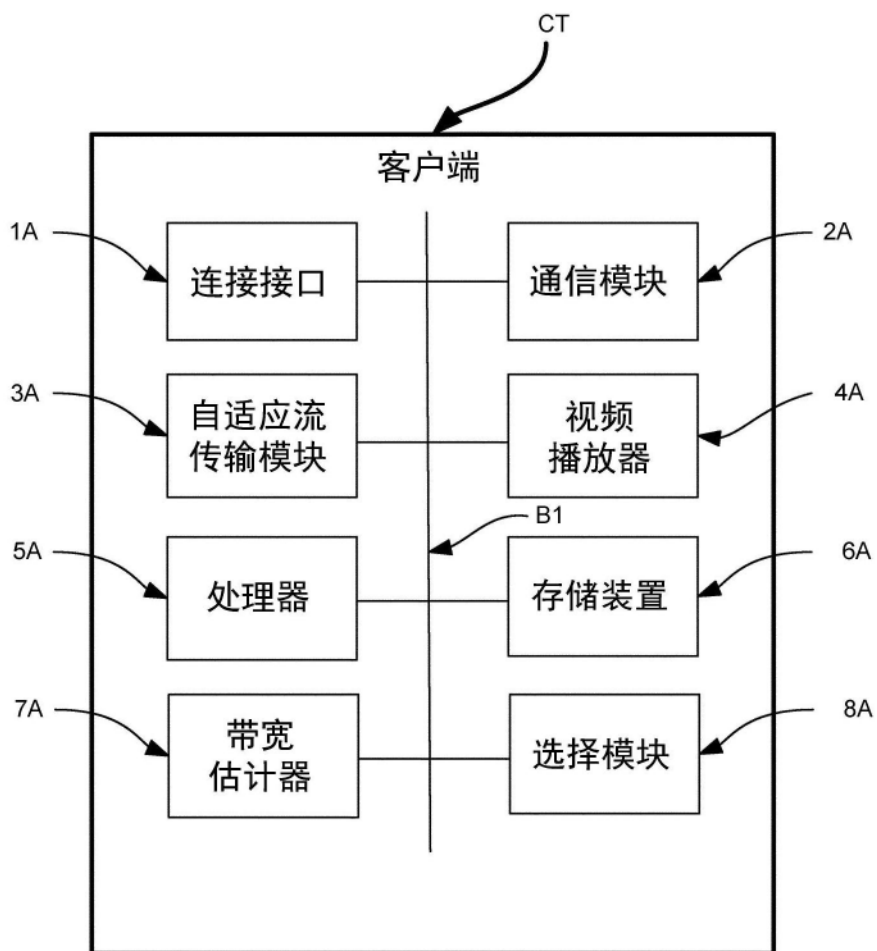 CT
客户端
1A
连接接口
通信模块
2A
3A
自适应流
传输模块
视频
播放器
4A
B1
5A
处理器
存储装置
6A
7A
带宽
估计器
选择模块
8A